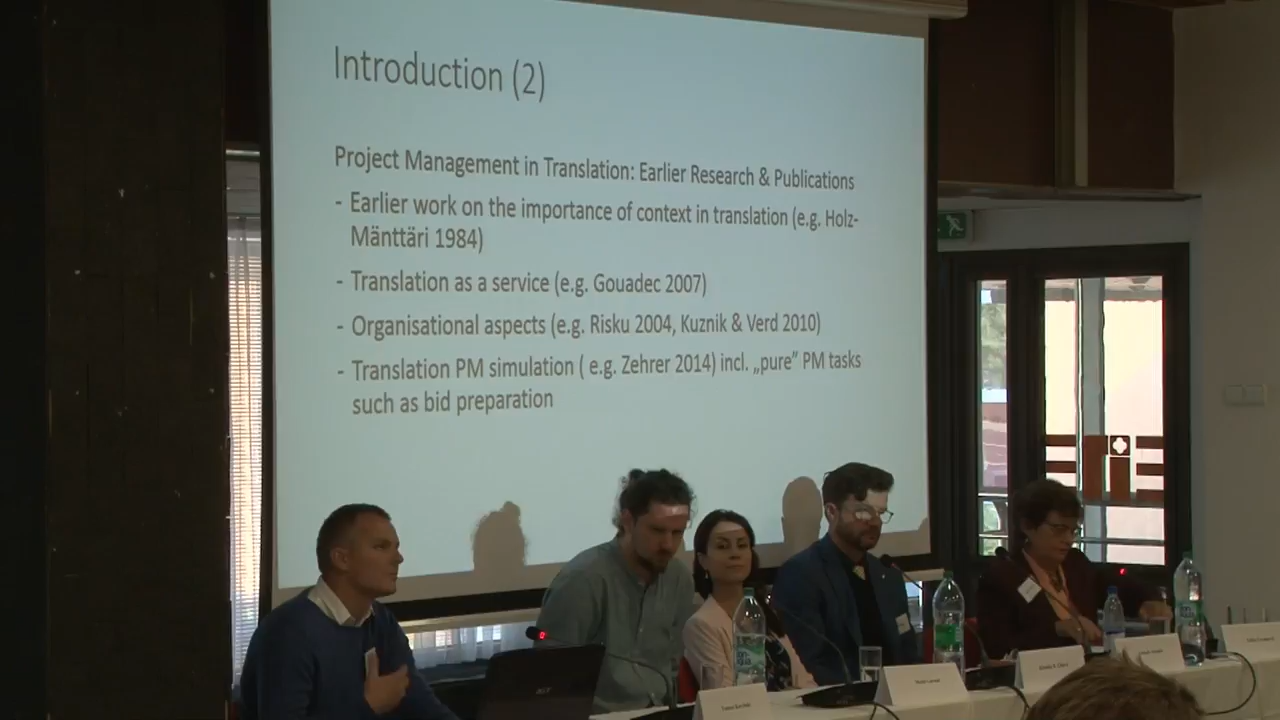 Introduction (2)
Project Management in Translation: Earlier Research & Publications
- Earlier work on the importance of context in translation (e.g. Holz-
Mänttäri 1984)
- Translation as a service (e.g. Gouadec 2007)
- Organisational aspects (e.g. Risku 2004, Kuznik & Verd 2010)
- Translation PM simulation ( e.g. Zehrer 2014) incl. „pure” PM tasks
such as bid preparation